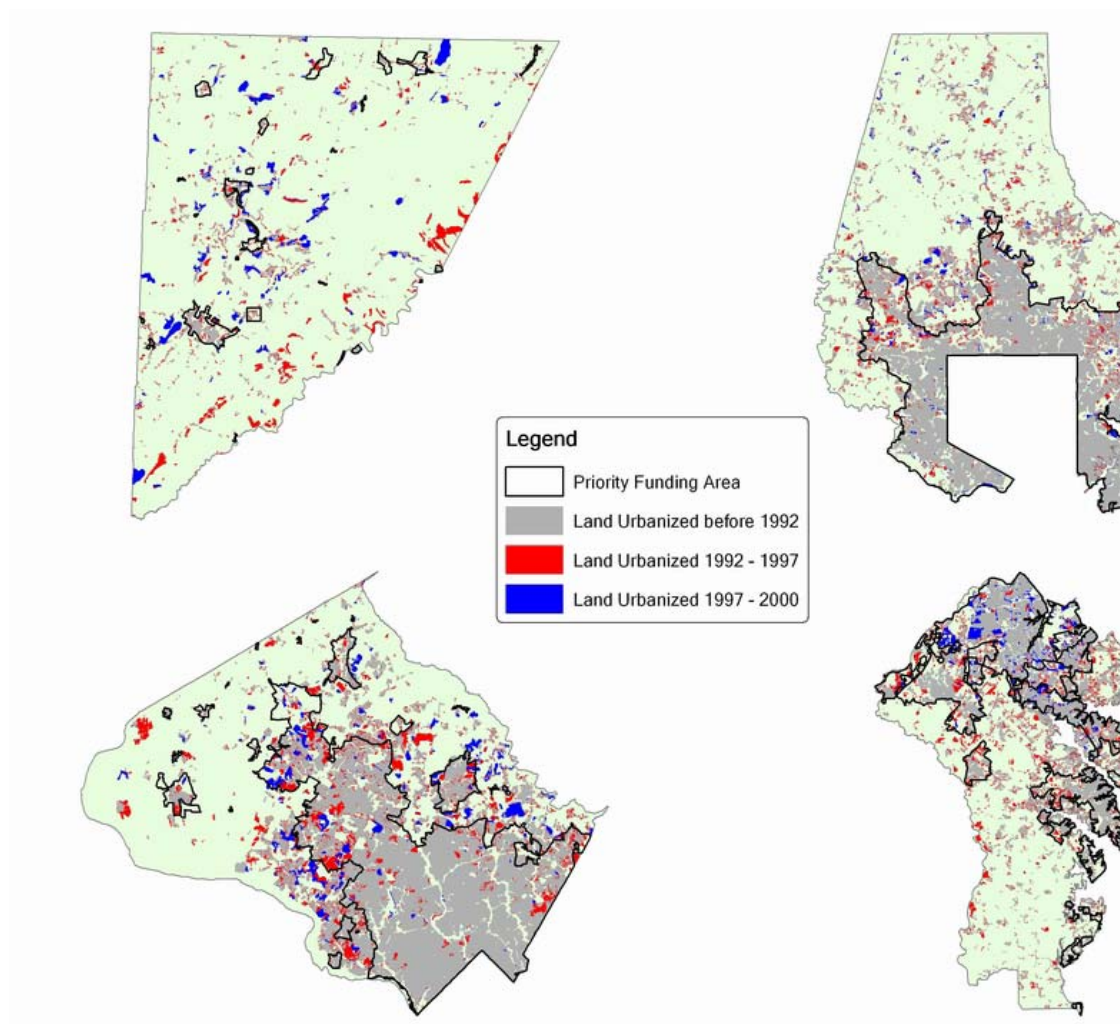 Legend
Priority Funding Area
Land Urbanized before 1992
Land Urbanized 1992 - 1997
Land Urbanized 1997 - 2000